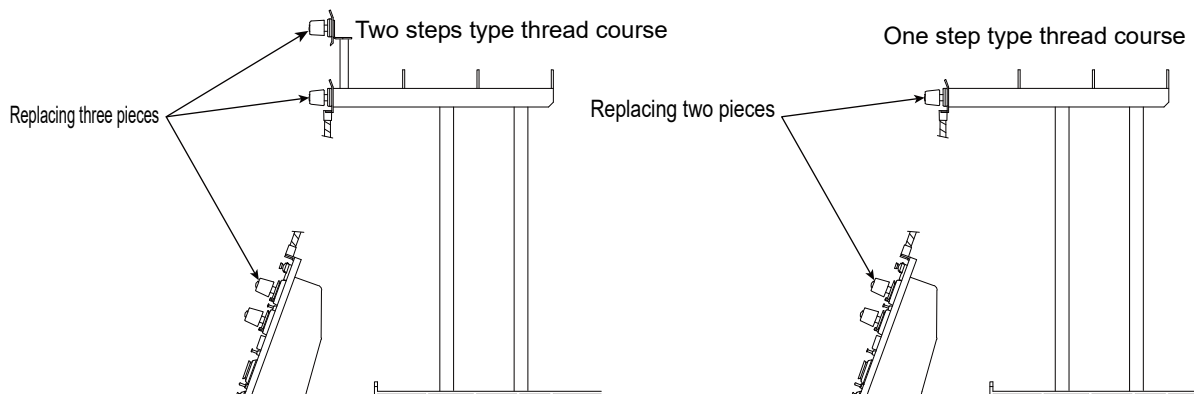 Two steps type thread course
Replacing three pieces
One step type thread course
Replacing two pieces